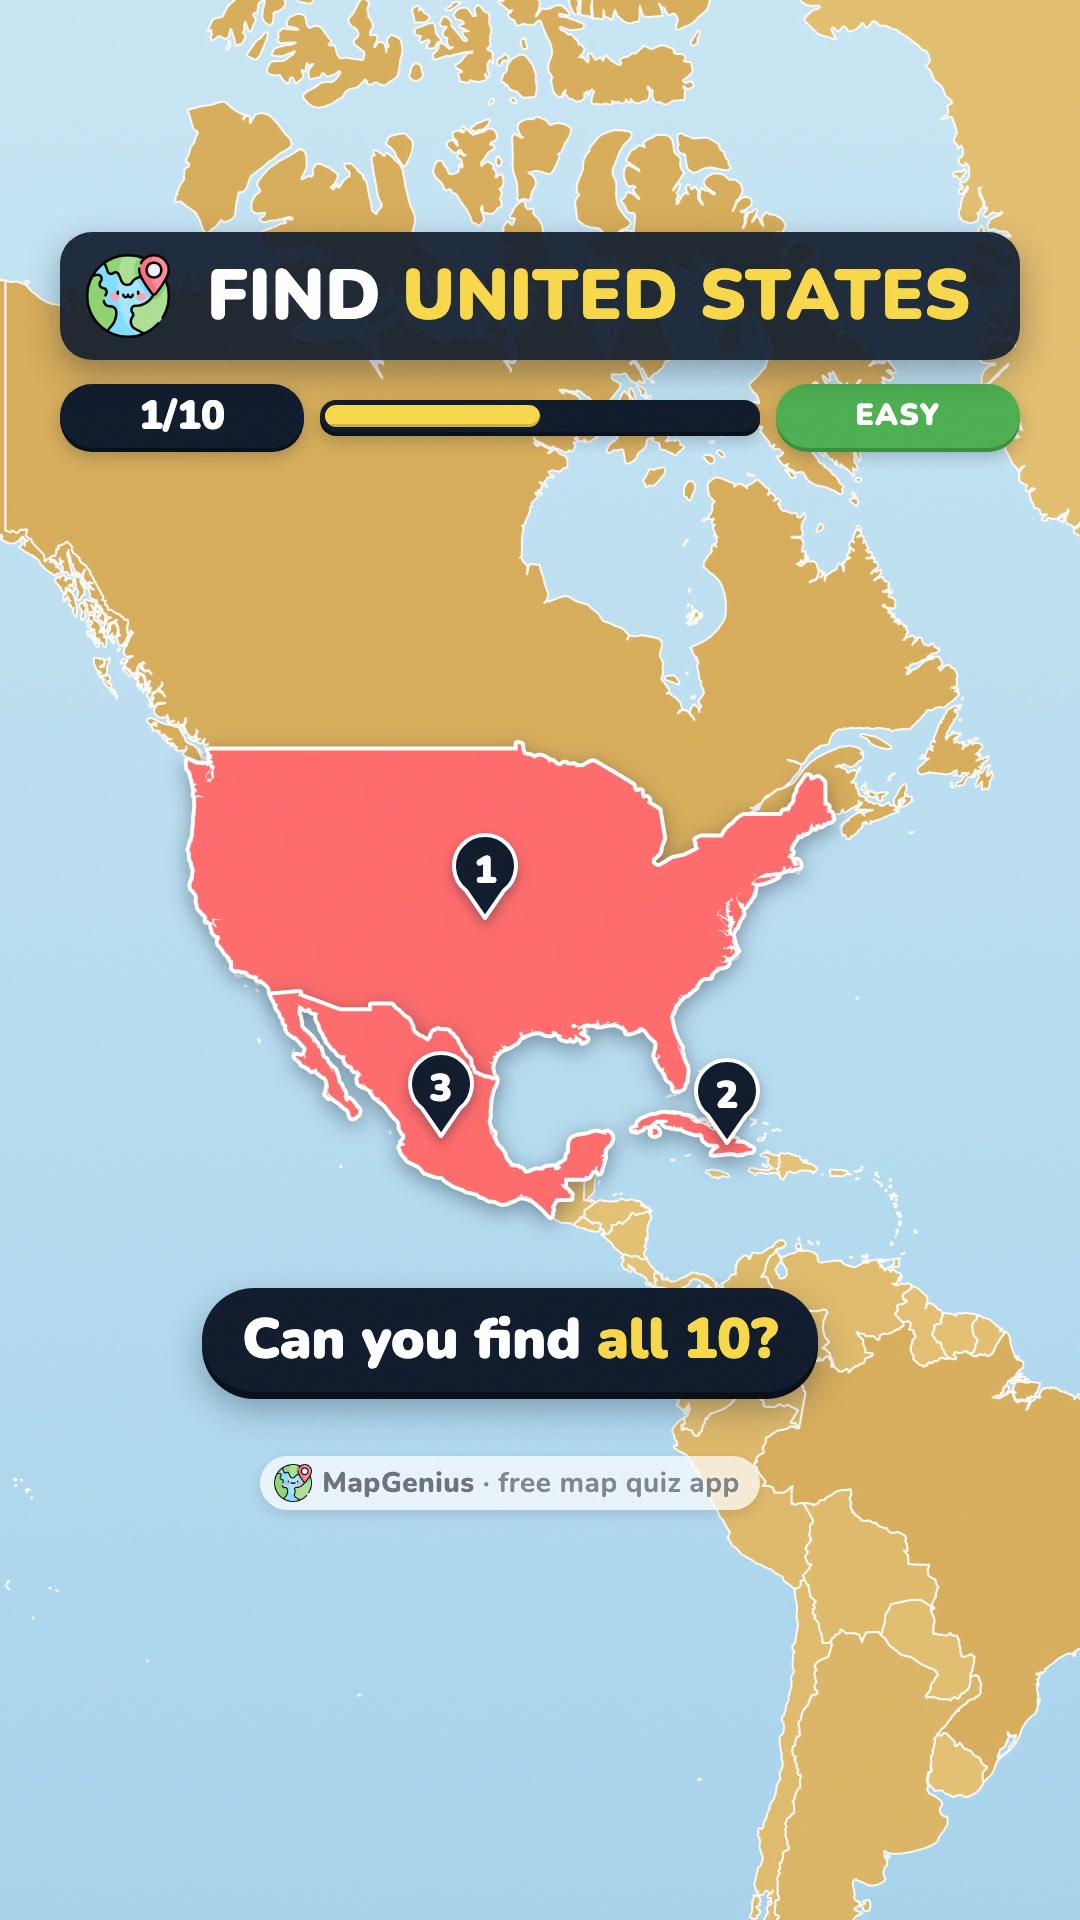 FIND UNITED STATES
1/10
EASY
1
3
2
Can you find all 10?
MapGenius · free map quiz app